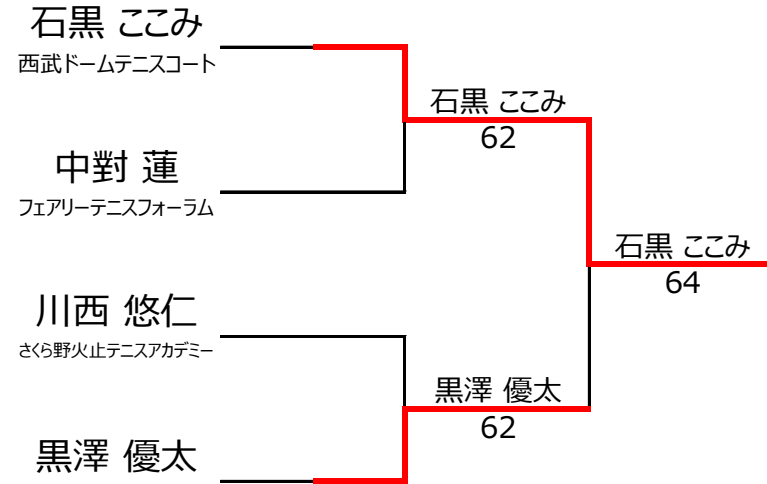 石黒 ここみ
西武ドームテニスコート
石黒 ここみ
62
中對 蓮
フェアリーテニスフォーラム
石黒 ここみ
64
川西 悠仁
さくら野火止テニスアカデミー
黒澤 優太
62
黒澤 優太